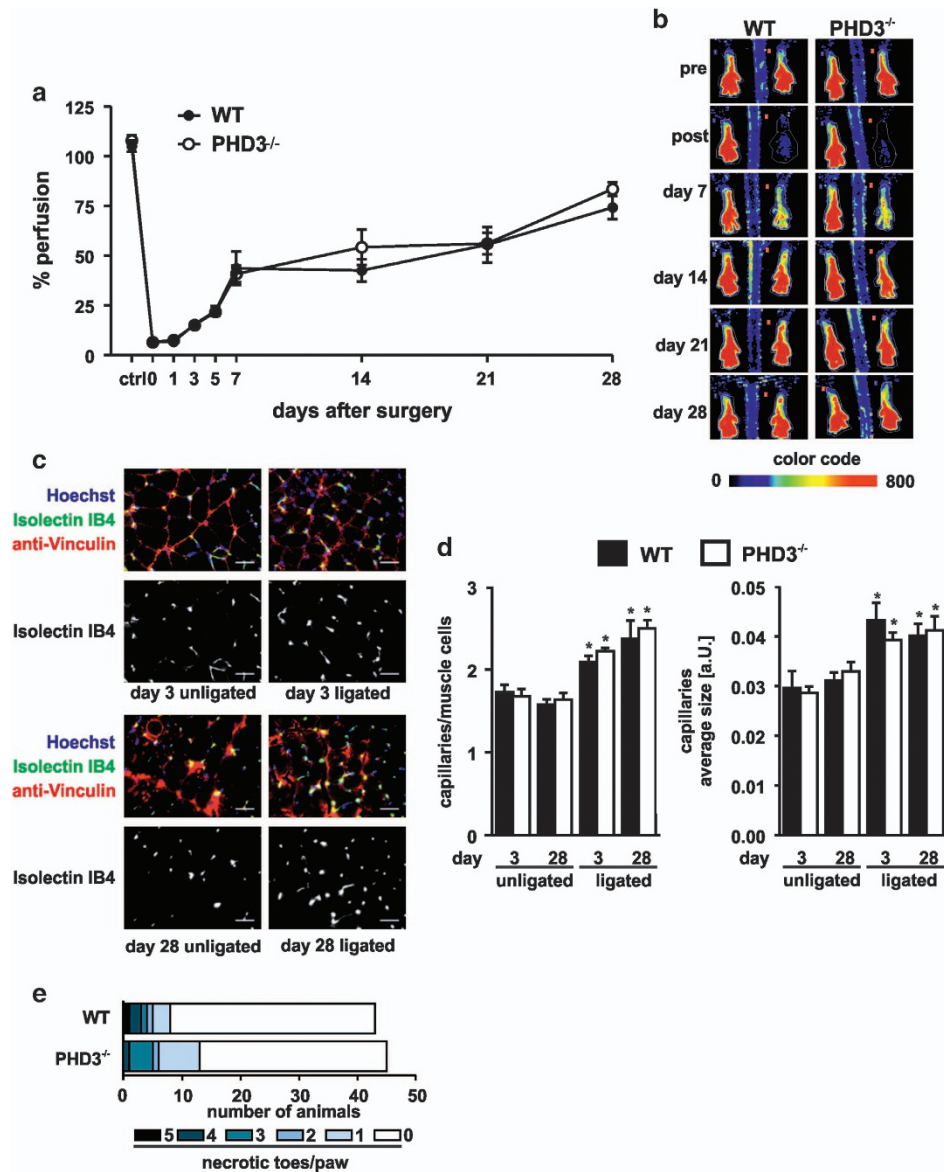 a
WT
PHD3-/-
125
100
75
50
25
0
% perfusion
ctrl0 1 3 5 7 14 21 28
days after surgery
b
WT PHD3-/-
pre
post
day 7
day 14
day 21
day 28
color code
0 800
c
Hoechst
Isolectin IB4
anti-Vinculin
Isolectin IB4
day 3 unligated day 3 ligated
Hoechst
Isolectin IB4
anti-Vinculin
Isolectin IB4
day 28 unligated day 28 ligated
d
WT PHD3-/-
capillaries/muscle cells
3
2
1
0
* * * *
day 3 28 3 28
unligated ligated
capillaries
average size [a.U.]
0.05
0.04
0.03
0.02
0.01
0.00
* * * *
day 3 28 3 28
unligated ligated
e
WT
PHD3-/-
0 10 20 30 40 50
number of animals
5 4 3 2 1 0
necrotic toes/paw